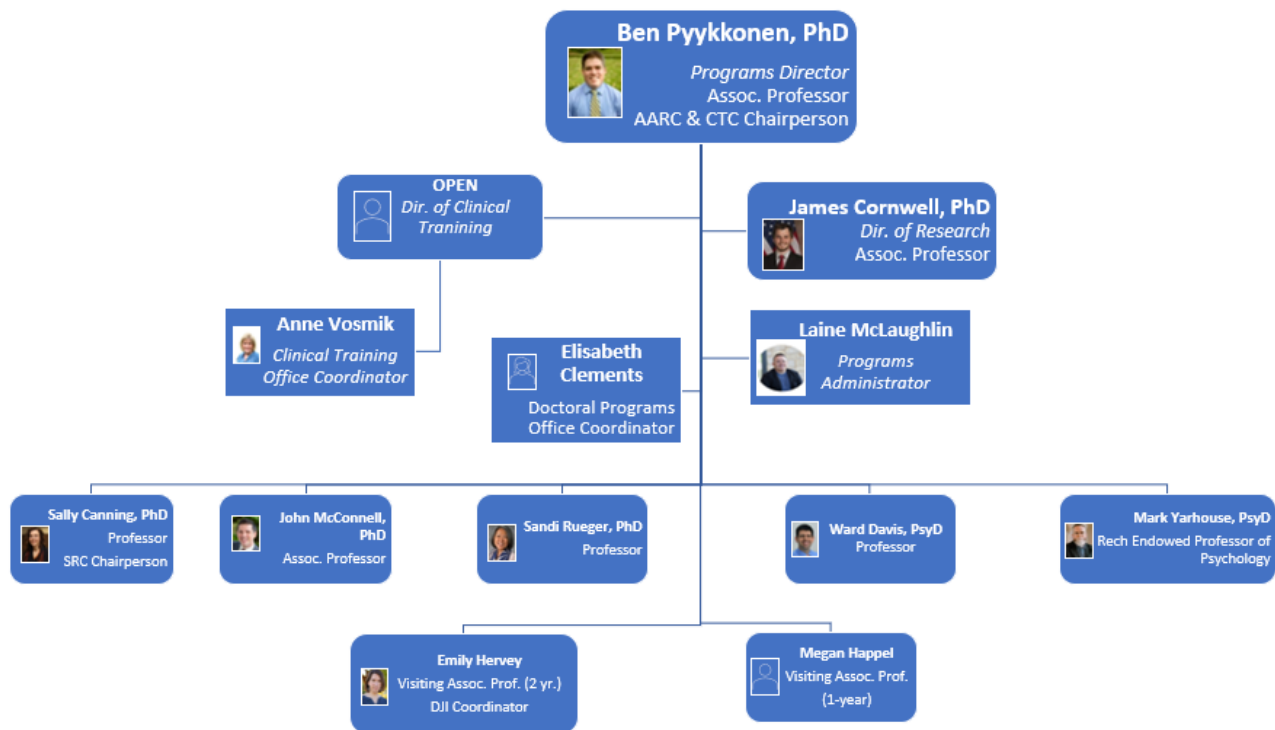 Ben Pyykkonen, PhD
Programs Director
Assoc. Professor
AARC & CTC Chairperson
OPEN
Dir. of Clinical
Tranining
James Cornwell, PhD
Dir. of Research
Assoc. Professor
Anne Vosmik
Clinical Training
Office Coordinator
Elisabeth
Clements
Doctoral Programs
Office Coordinator
Laine McLaughlin
Programs
Administrator
Sally Canning, PhD
Professor
SRC Chairperson
John McConnell,
PhD
Assoc. Professor
Sandi Rueger, PhD
Professor
Ward Davis, PsyD
Professor
Mark Yarhouse, PsyD
Rech Endowed Professor of
Psychology
Emily Hervey
Visiting Assoc. Prof. (2 yr.)
DJI Coordinator
Megan Happel
Visiting Assoc. Prof.
(1-year)